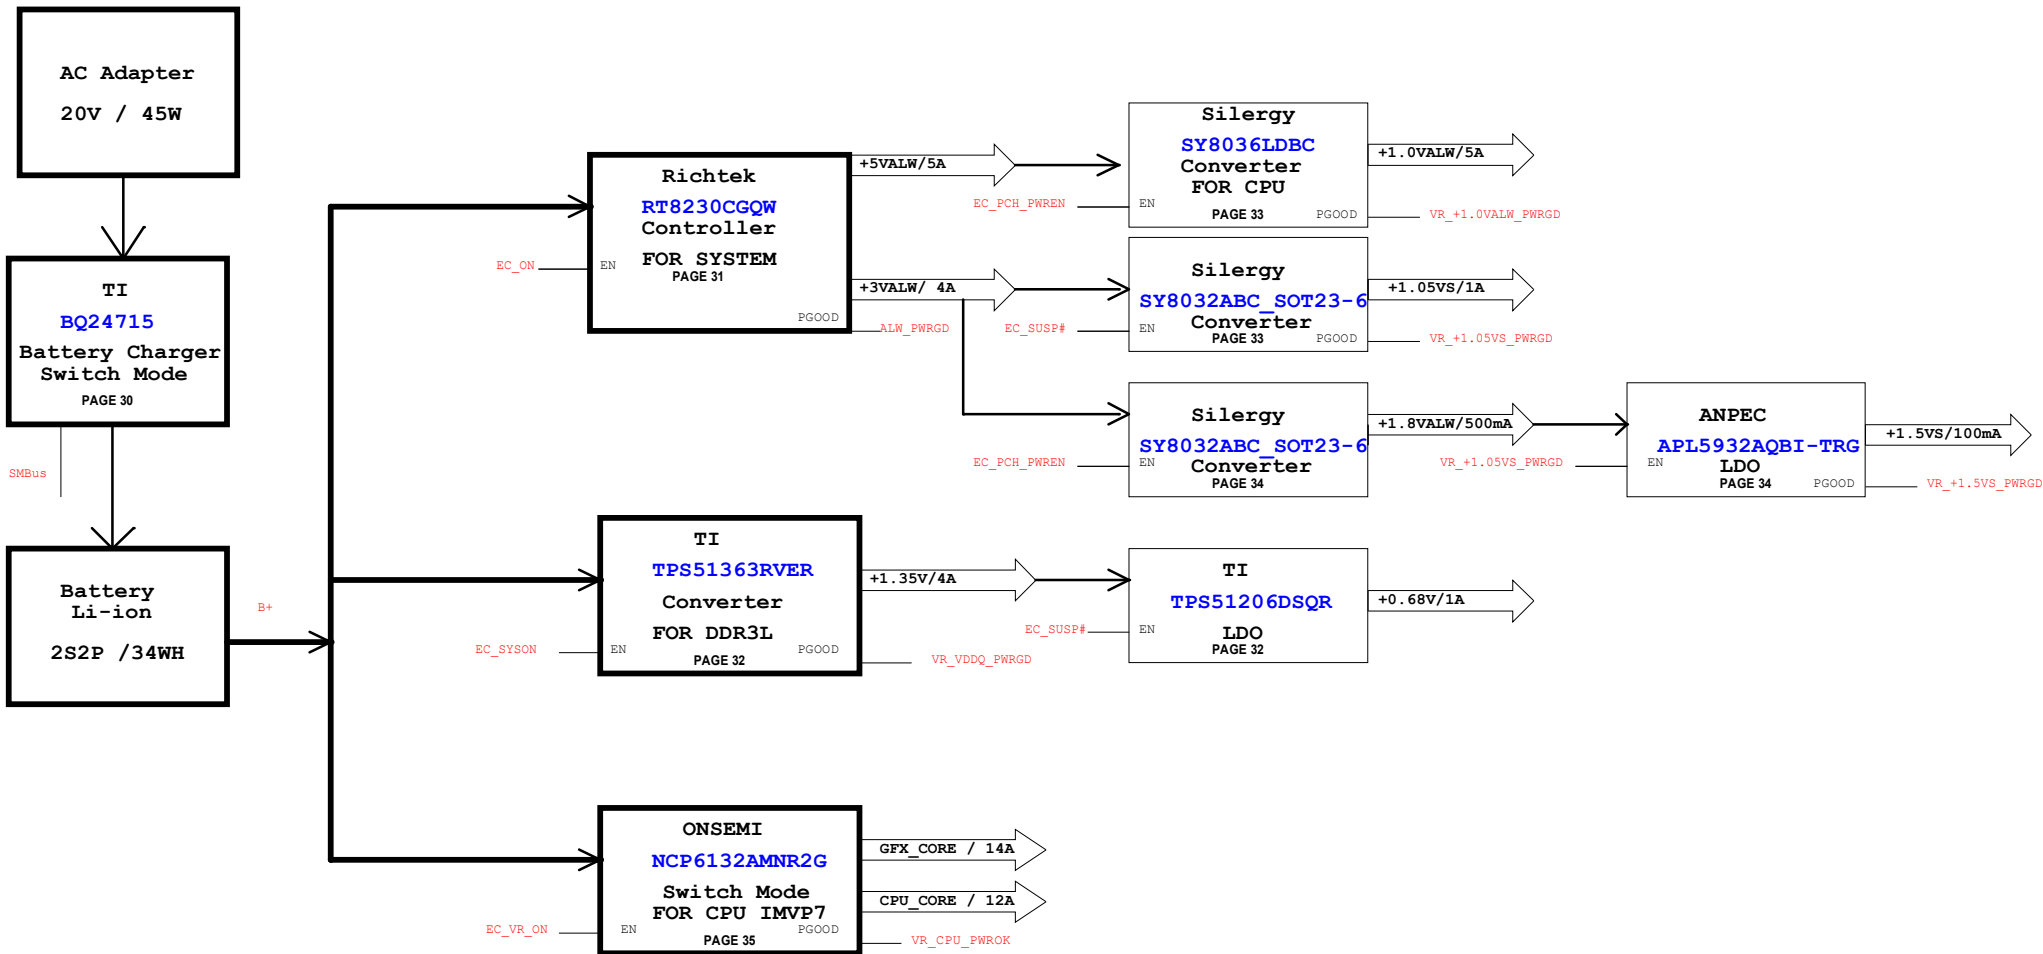 AC Adapter
20V / 45W
TI
BQ24715
Battery Charger
Switch Mode
PAGE 30
SMBus
Battery
Li-ion
2S2P /34WH
B+
Richtek
RT8230CGQW
Controller
FOR SYSTEM
PAGE 31
EC_ON
EN
PGOOD
+5VALW/5A
+3VALW/ 4A
ALW_PWRGD
Silergy
SY8036LDBC
Converter
FOR CPU
PAGE 33
EC_PCH_PWREN
EN
PGOOD
+1.0VALW/5A
VR_+1.0VALW_PWRGD
Silergy
SY8032ABC_SOT23-6
Converter
PAGE 33
EC_SUSP#
EN
PGOOD
+1.05VS/1A
VR_+1.05VS_PWRGD
Silergy
SY8032ABC_SOT23-6
Converter
PAGE 34
EC_PCH_PWREN
EN
+1.8VALW/500mA
ANPEC
APL5932AQBI-TRG
LDO
PAGE 34
VR_+1.05VS_PWRGD
EN
PGOOD
+1.5VS/100mA
VR_+1.5VS_PWRGD
TI
TPS51363RVER
Converter
FOR DDR3L
PAGE 32
EC_SYSON
EN
PGOOD
+1.35V/4A
VR_VDDQ_PWRGD
TI
TPS51206DSQR
LDO
PAGE 32
EC_SUSP#
EN
+0.68V/1A
ONSEMI
NCP6132AMNR2G
Switch Mode
FOR CPU IMVP7
PAGE 35
EC_VR_ON
EN
PGOOD
GFX_CORE / 14A
CPU_CORE / 12A
VR_CPU_PWROK